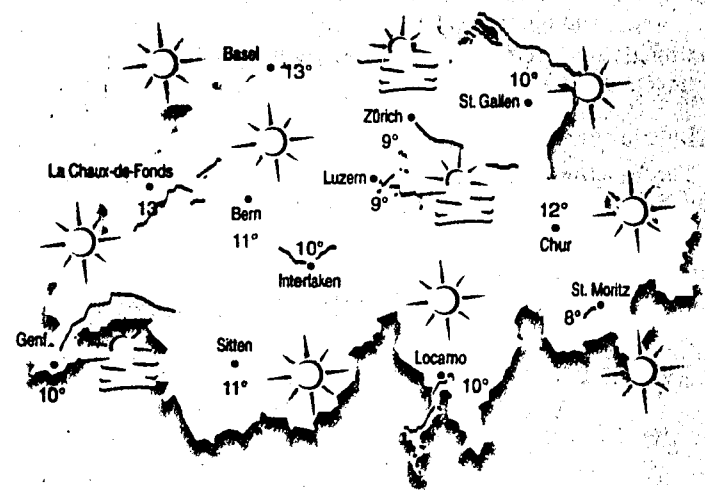 Basel
13°
10°
St. Gallen
Zürich
9°
La Chaux-de-Fonds
13°
Luzern
9°
Bern
11°
12°
Chur
10°
Interlaken
St. Moritz
8°
Genf
10°
Sitten
11°
Locarno
10°